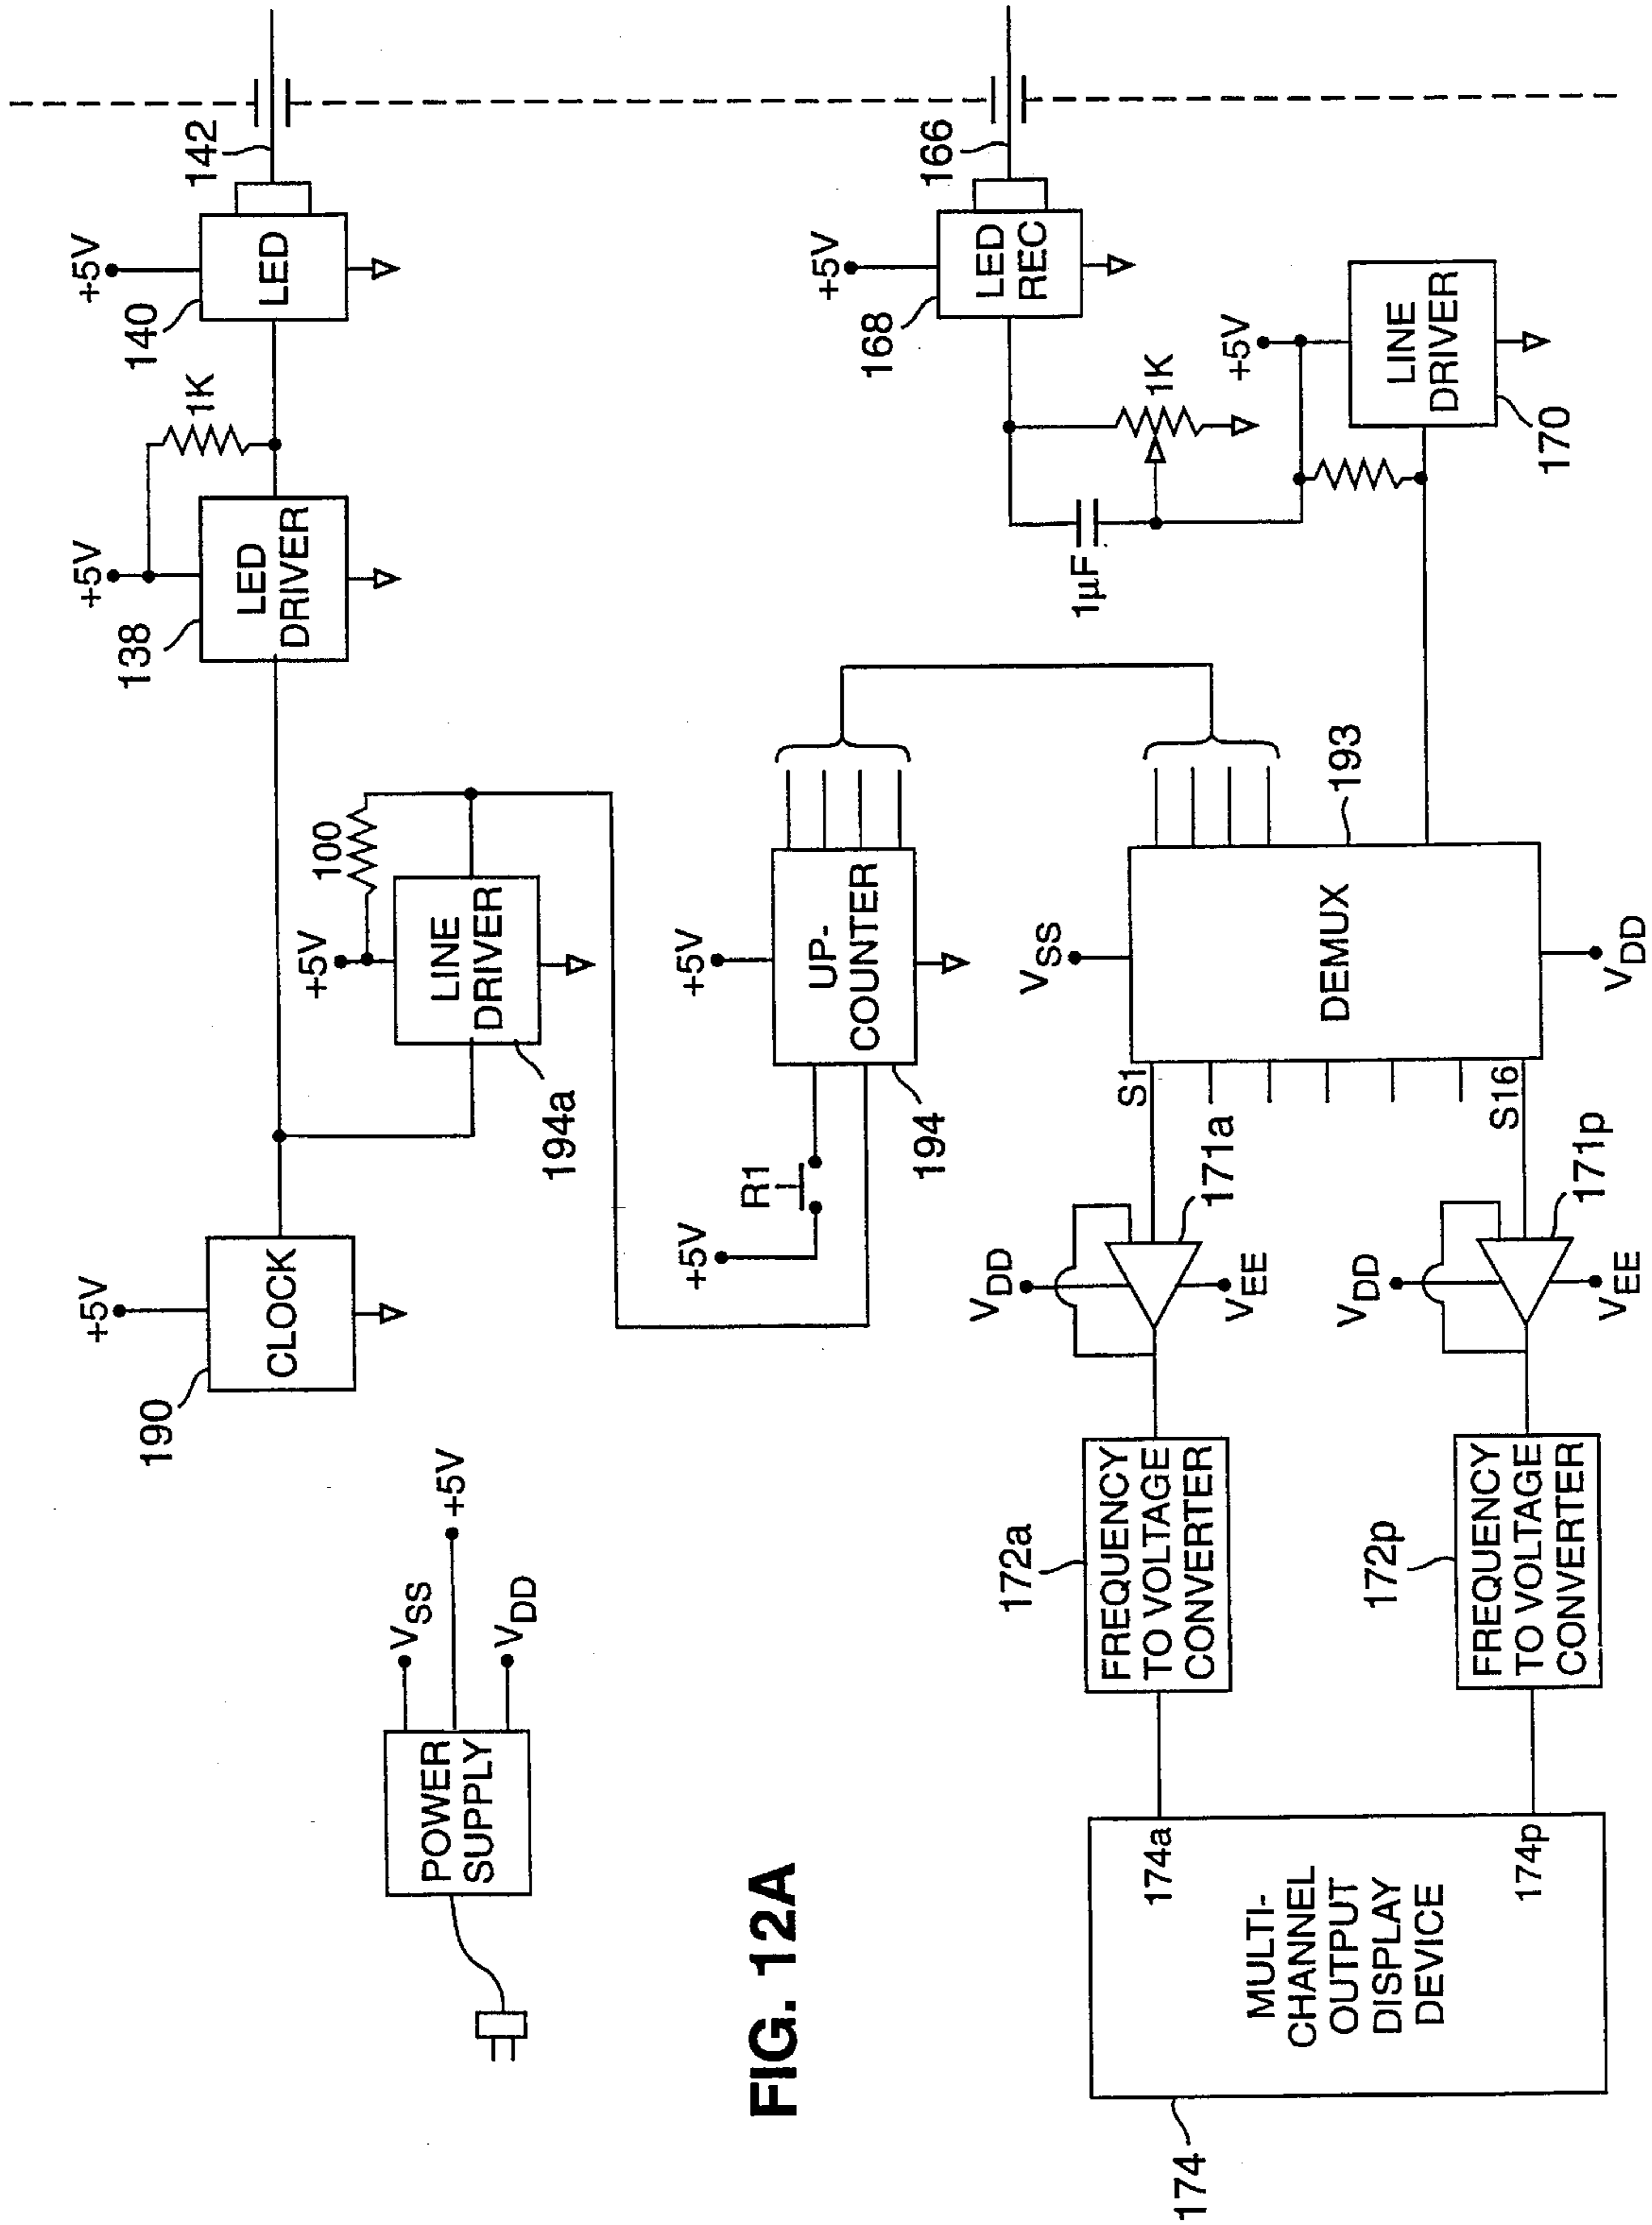 +5V
190
CLOCK
+5V
138
LED
DRIVER
1K
+5V
140
LED
142
POWER
SUPPLY
VSS
+5V
VDD
+5V
100
LINE
DRIVER
194a
+5V
R1
+5V
UP-
COUNTER
194
+5V
168
LED
REC
166
1µF
1K
+5V
LINE
DRIVER
170
VSS
DEMUX
193
VDD
S1
S16
VDD
171a
VEE
VDD
171p
VEE
172a
FREQUENCY
TO VOLTAGE
CONVERTER
172p
FREQUENCY
TO VOLTAGE
CONVERTER
174a
174p
MULTI-
CHANNEL
OUTPUT
DISPLAY
DEVICE
174
FIG. 12A